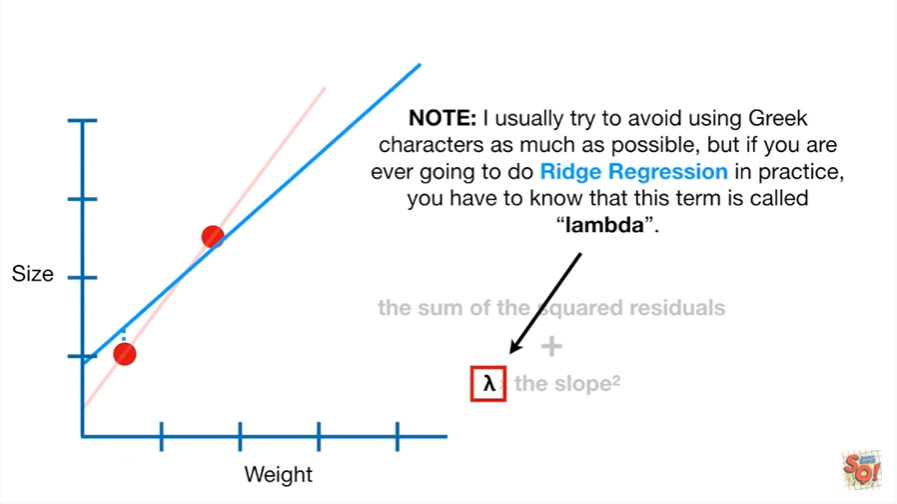 NOTE: I usually try to avoid using Greek
characters as much as possible, but if you are
ever going to do Ridge Regression in practice,
you have to know that this term is called
“lambda”.
Size
the sum of the squared residuals
+
λ × the slope²
Weight
SQ!